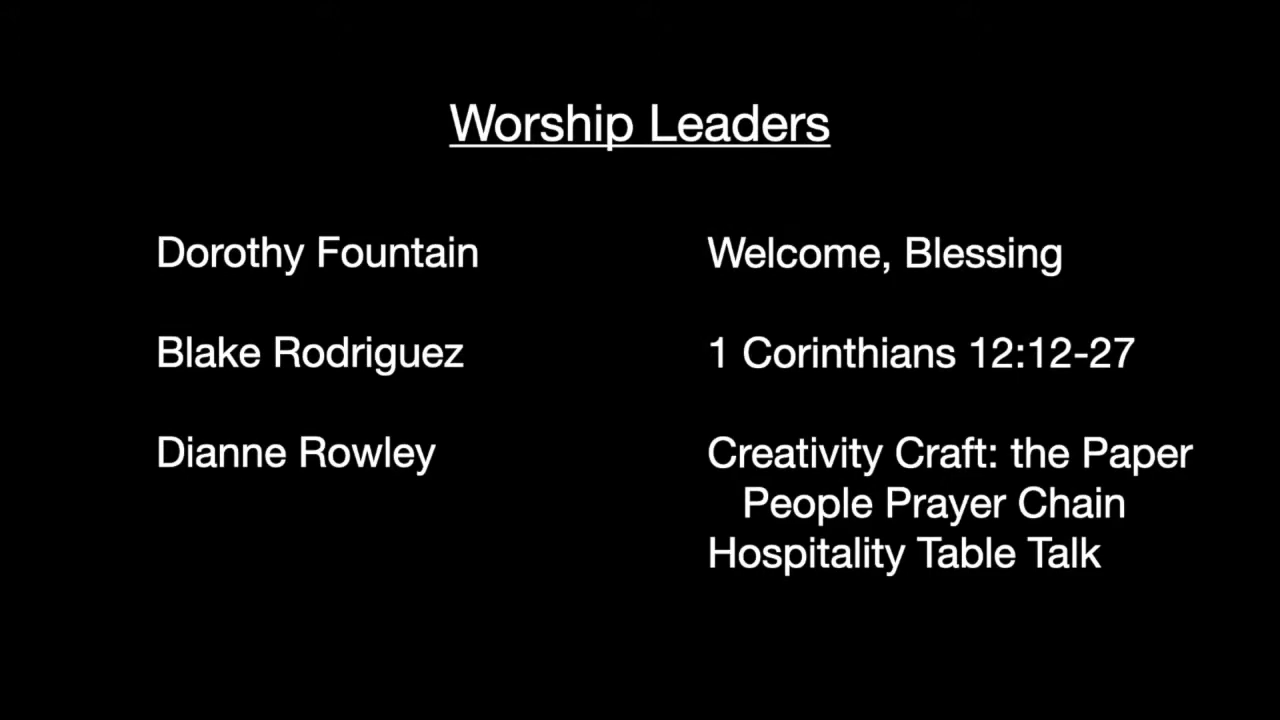 Worship Leaders
Dorothy Fountain Welcome, Blessing
Blake Rodriguez 1 Corinthians 12:12-27
Dianne Rowley Creativity Craft: the Paper
People Prayer Chain
Hospitality Table Talk